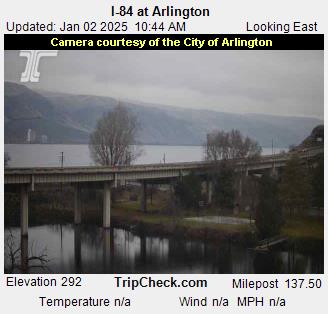 I-84 at Arlington
Updated: Jan 02 2025 10:44 AM Looking East
Camera courtesy of the City of Arlington
Elevation 292 TripCheck.com Milepost 137.50
Temperature n/a Wind n/a MPH n/a